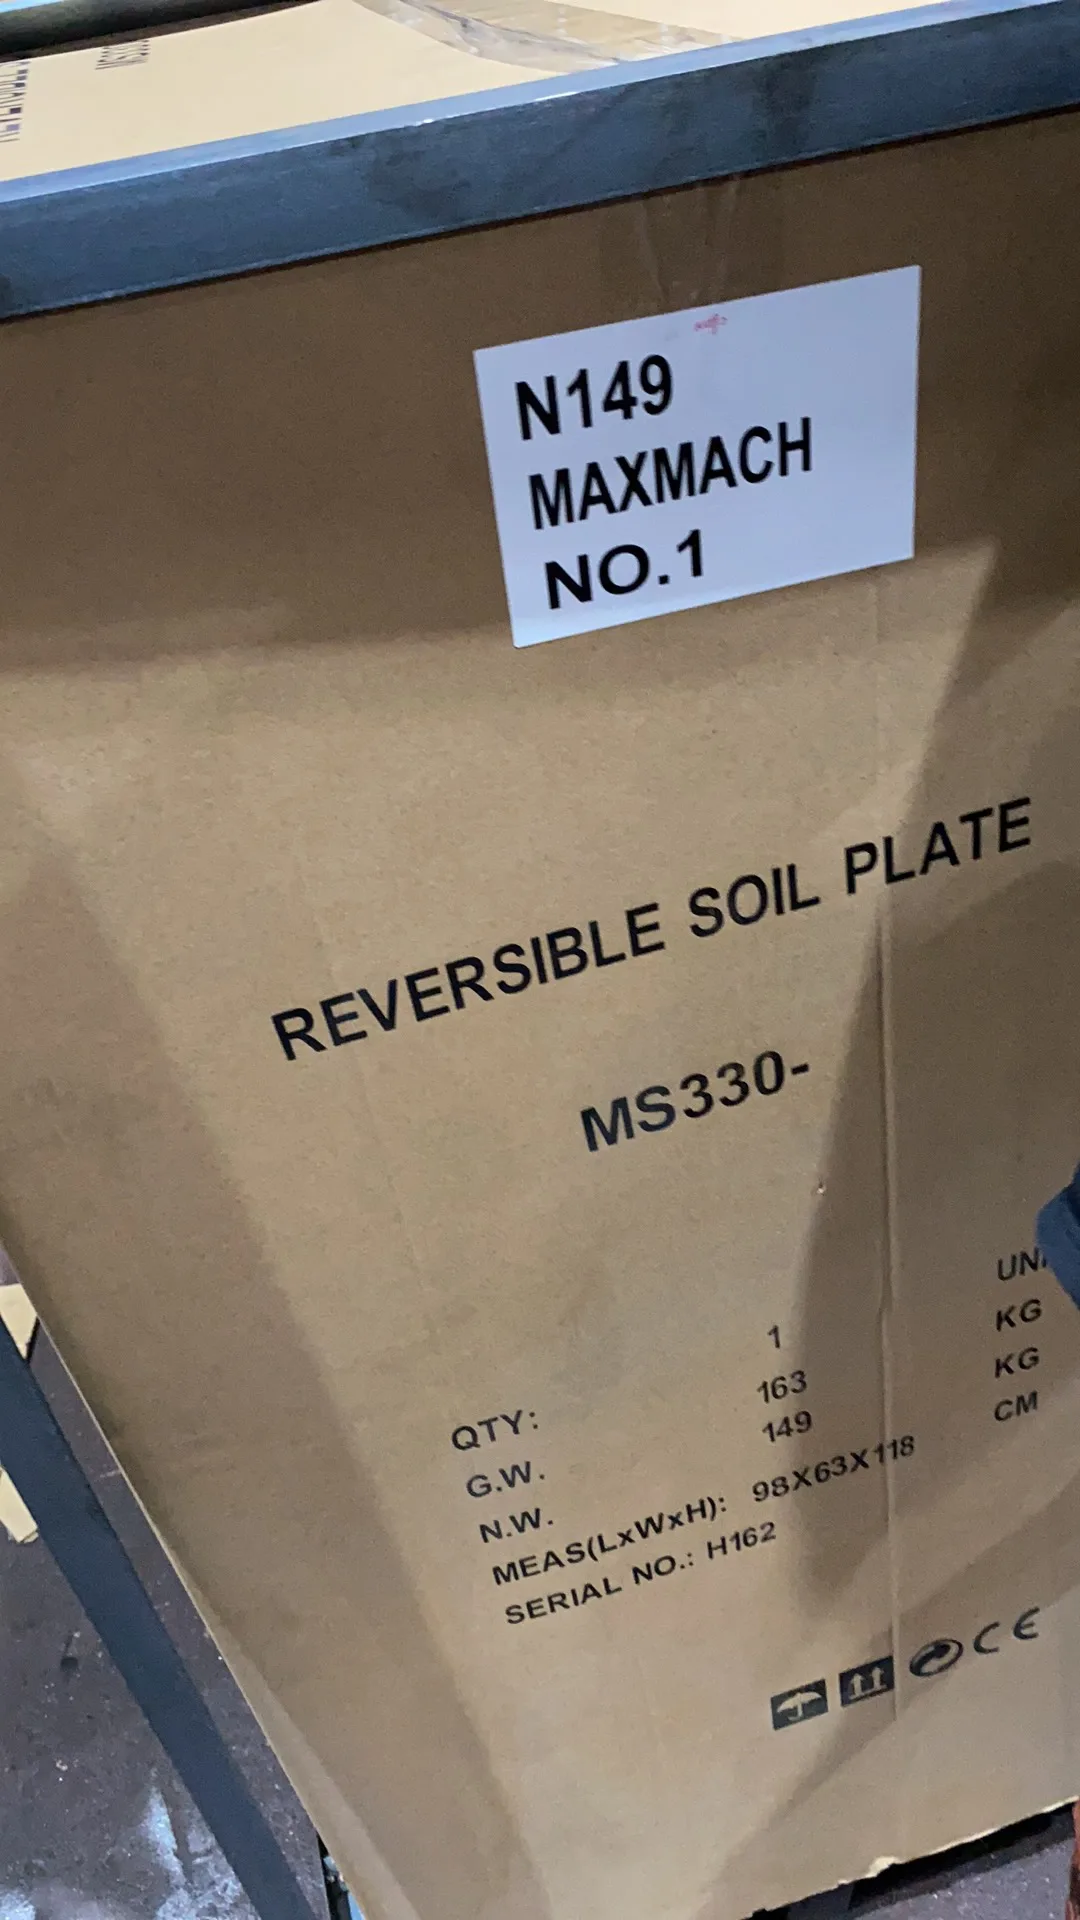 N149
MAXMACH
NO.1
REVERSIBLE SOIL PLATE
MS330-
QTY: 1
G.W. 163 KG
N.W. 149 KG
MEAS(LxWxH): 98X63X118 CM
SERIAL NO.: H162
CE